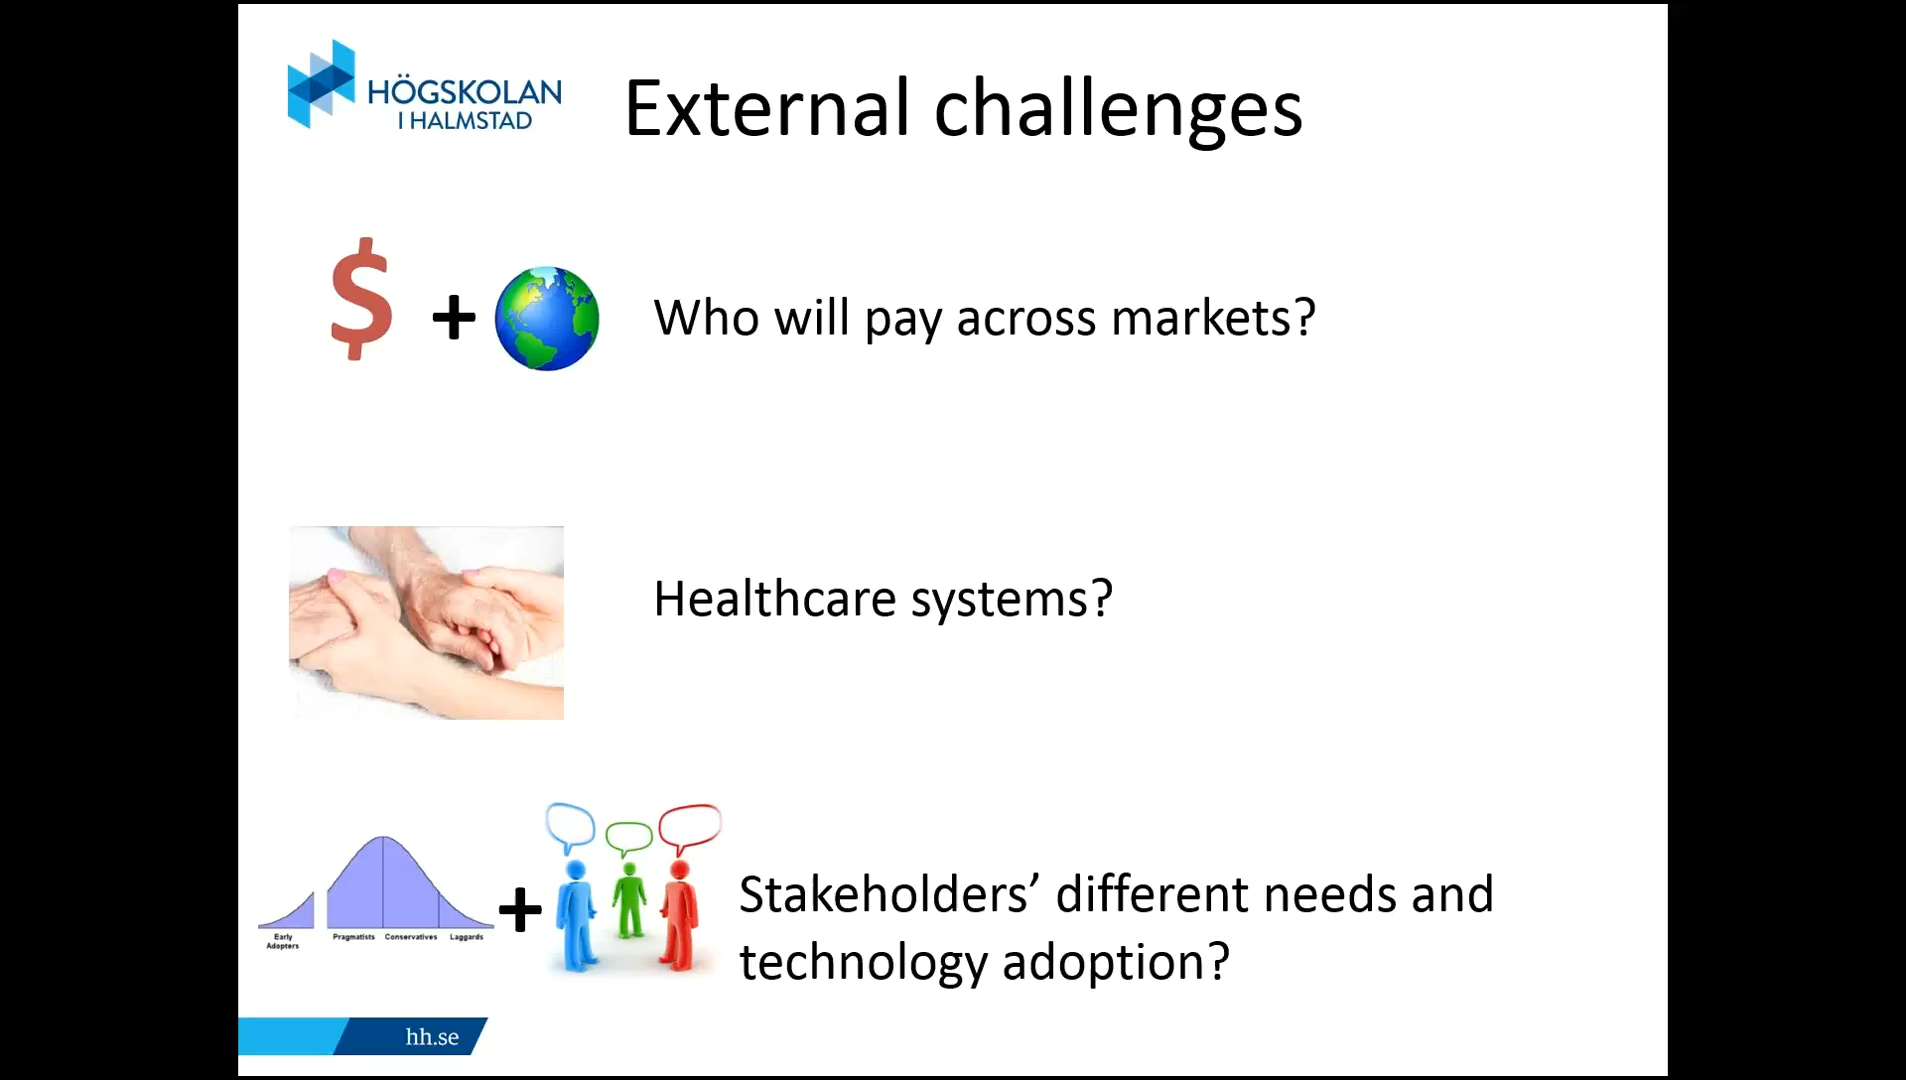 HÖGSKOLAN
I HALMSTAD
External challenges
$
+
Who will pay across markets?
Healthcare systems?
Early
Adopters
Pragmatists
Conservatives
Laggards
+
Stakeholders’ different needs and
technology adoption?
hh.se